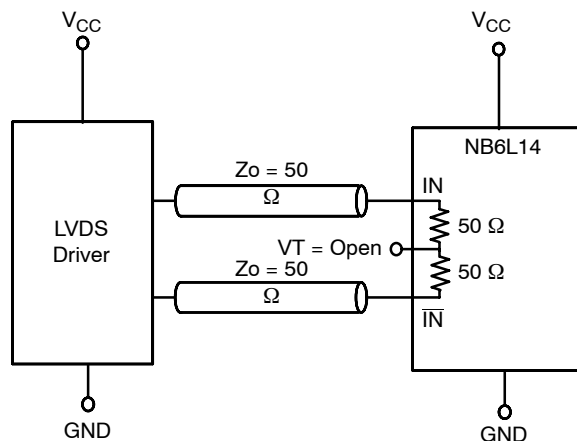 VCC
VCC
NB6L14
Zo = 50
Ω
IN
LVDS
Driver
50 Ω
VT = Open
50 Ω
Zo = 50
Ω
IN
GND
GND